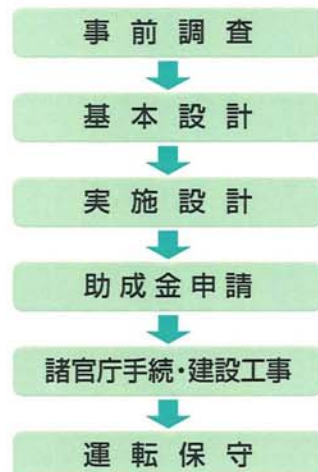 事前調査
基本設計
実施設計
助成金申請
諸官庁手続・建設工事
運転保守